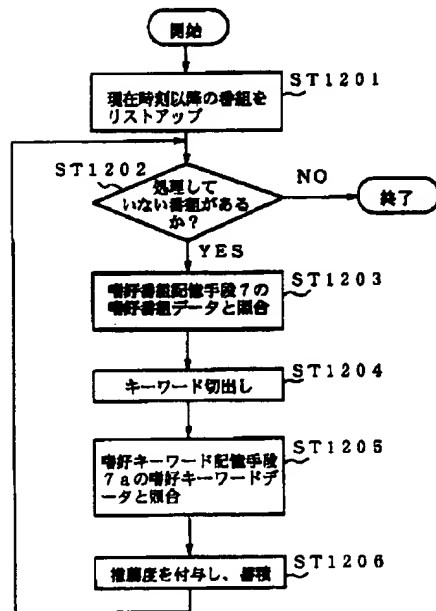 開始
ST1201
現在時刻以降の番組を
リストアップ
ST1202
処理して
いない番組がある
か？
NO
終了
YES
ST1203
嗜好番組記憶手段7の
嗜好番組データと照合
ST1204
キーワード切出し
ST1205
嗜好キーワード記憶手段
7aの嗜好キーワードデ
ータと照合
ST1206
推薦度を付与し、蓄積